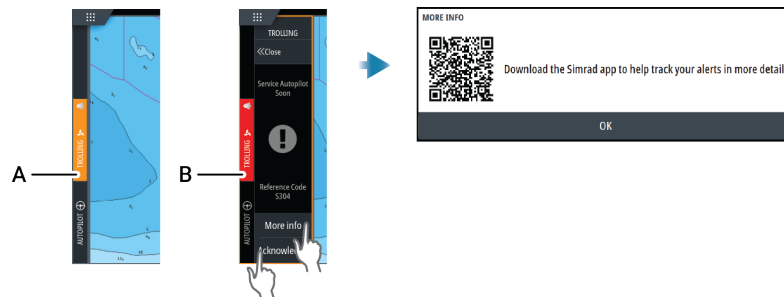 A
TROLLING
AUTOPILOT
B
TROLLING
AUTOPILOT
TROLLING
Close
Service Autopilot
Soon
Reference Code
S304
More info
MORE INFO
Download the Simrad app to help track your alerts in more detail
OK